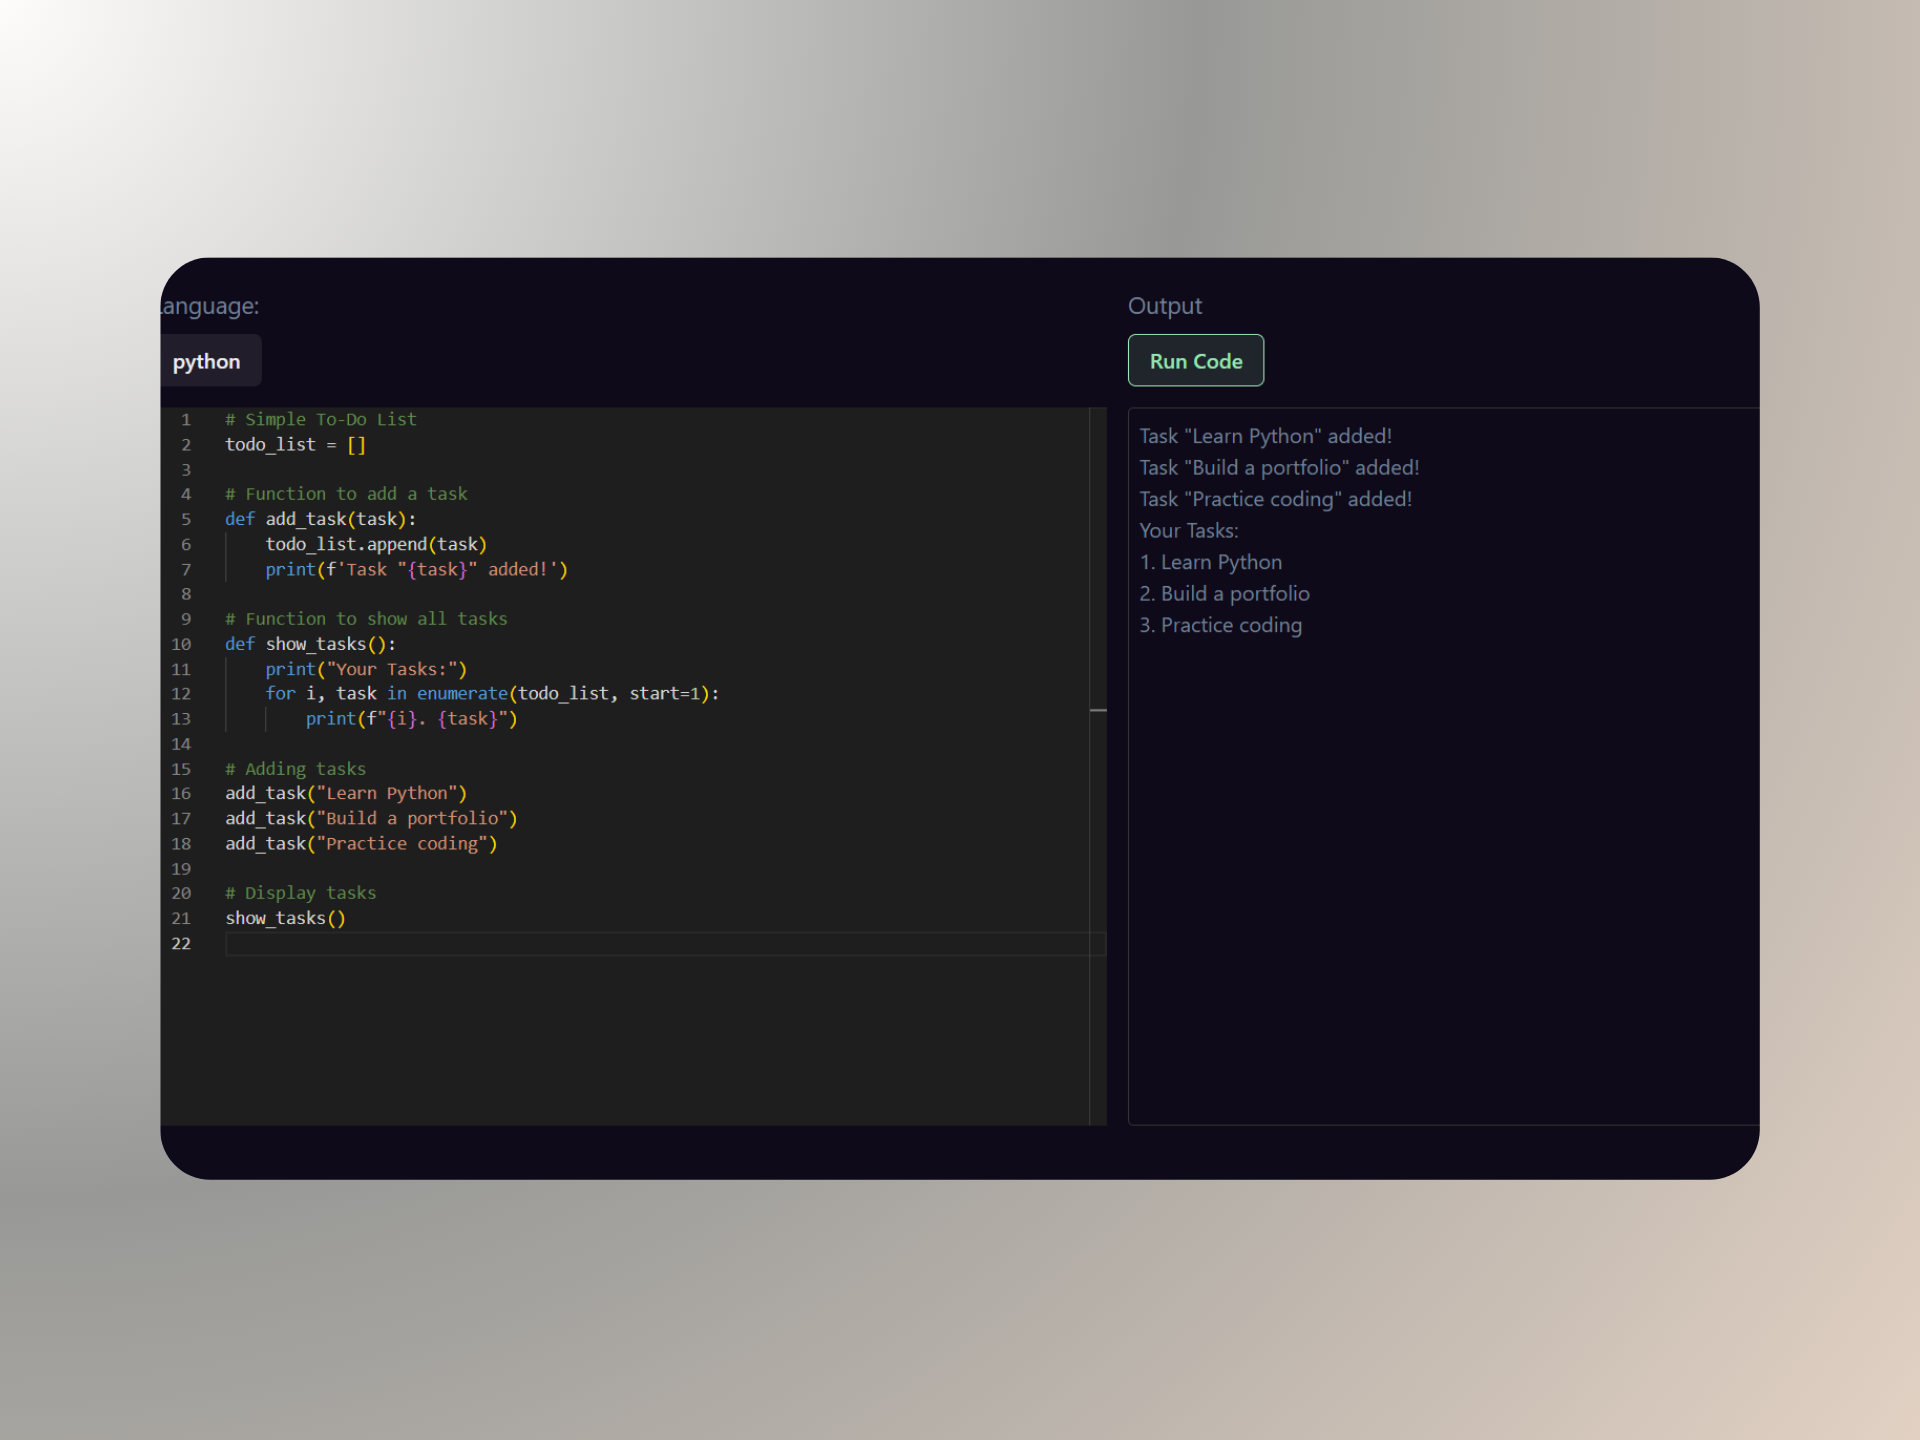 Language:
python
1 # Simple To-Do List
2 todo_list = []
3
4 # Function to add a task
5 def add_task(task):
6     todo_list.append(task)
7     print(f'Task "{task}" added!')
8
9 # Function to show all tasks
10 def show_tasks():
11     print("Your Tasks:")
12     for i, task in enumerate(todo_list, start=1):
13         print(f"{i}. {task}")
14
15 # Adding tasks
16 add_task("Learn Python")
17 add_task("Build a portfolio")
18 add_task("Practice coding")
19
20 # Display tasks
21 show_tasks()
22
Output
Run Code
Task "Learn Python" added!
Task "Build a portfolio" added!
Task "Practice coding" added!
Your Tasks:
1. Learn Python
2. Build a portfolio
3. Practice coding